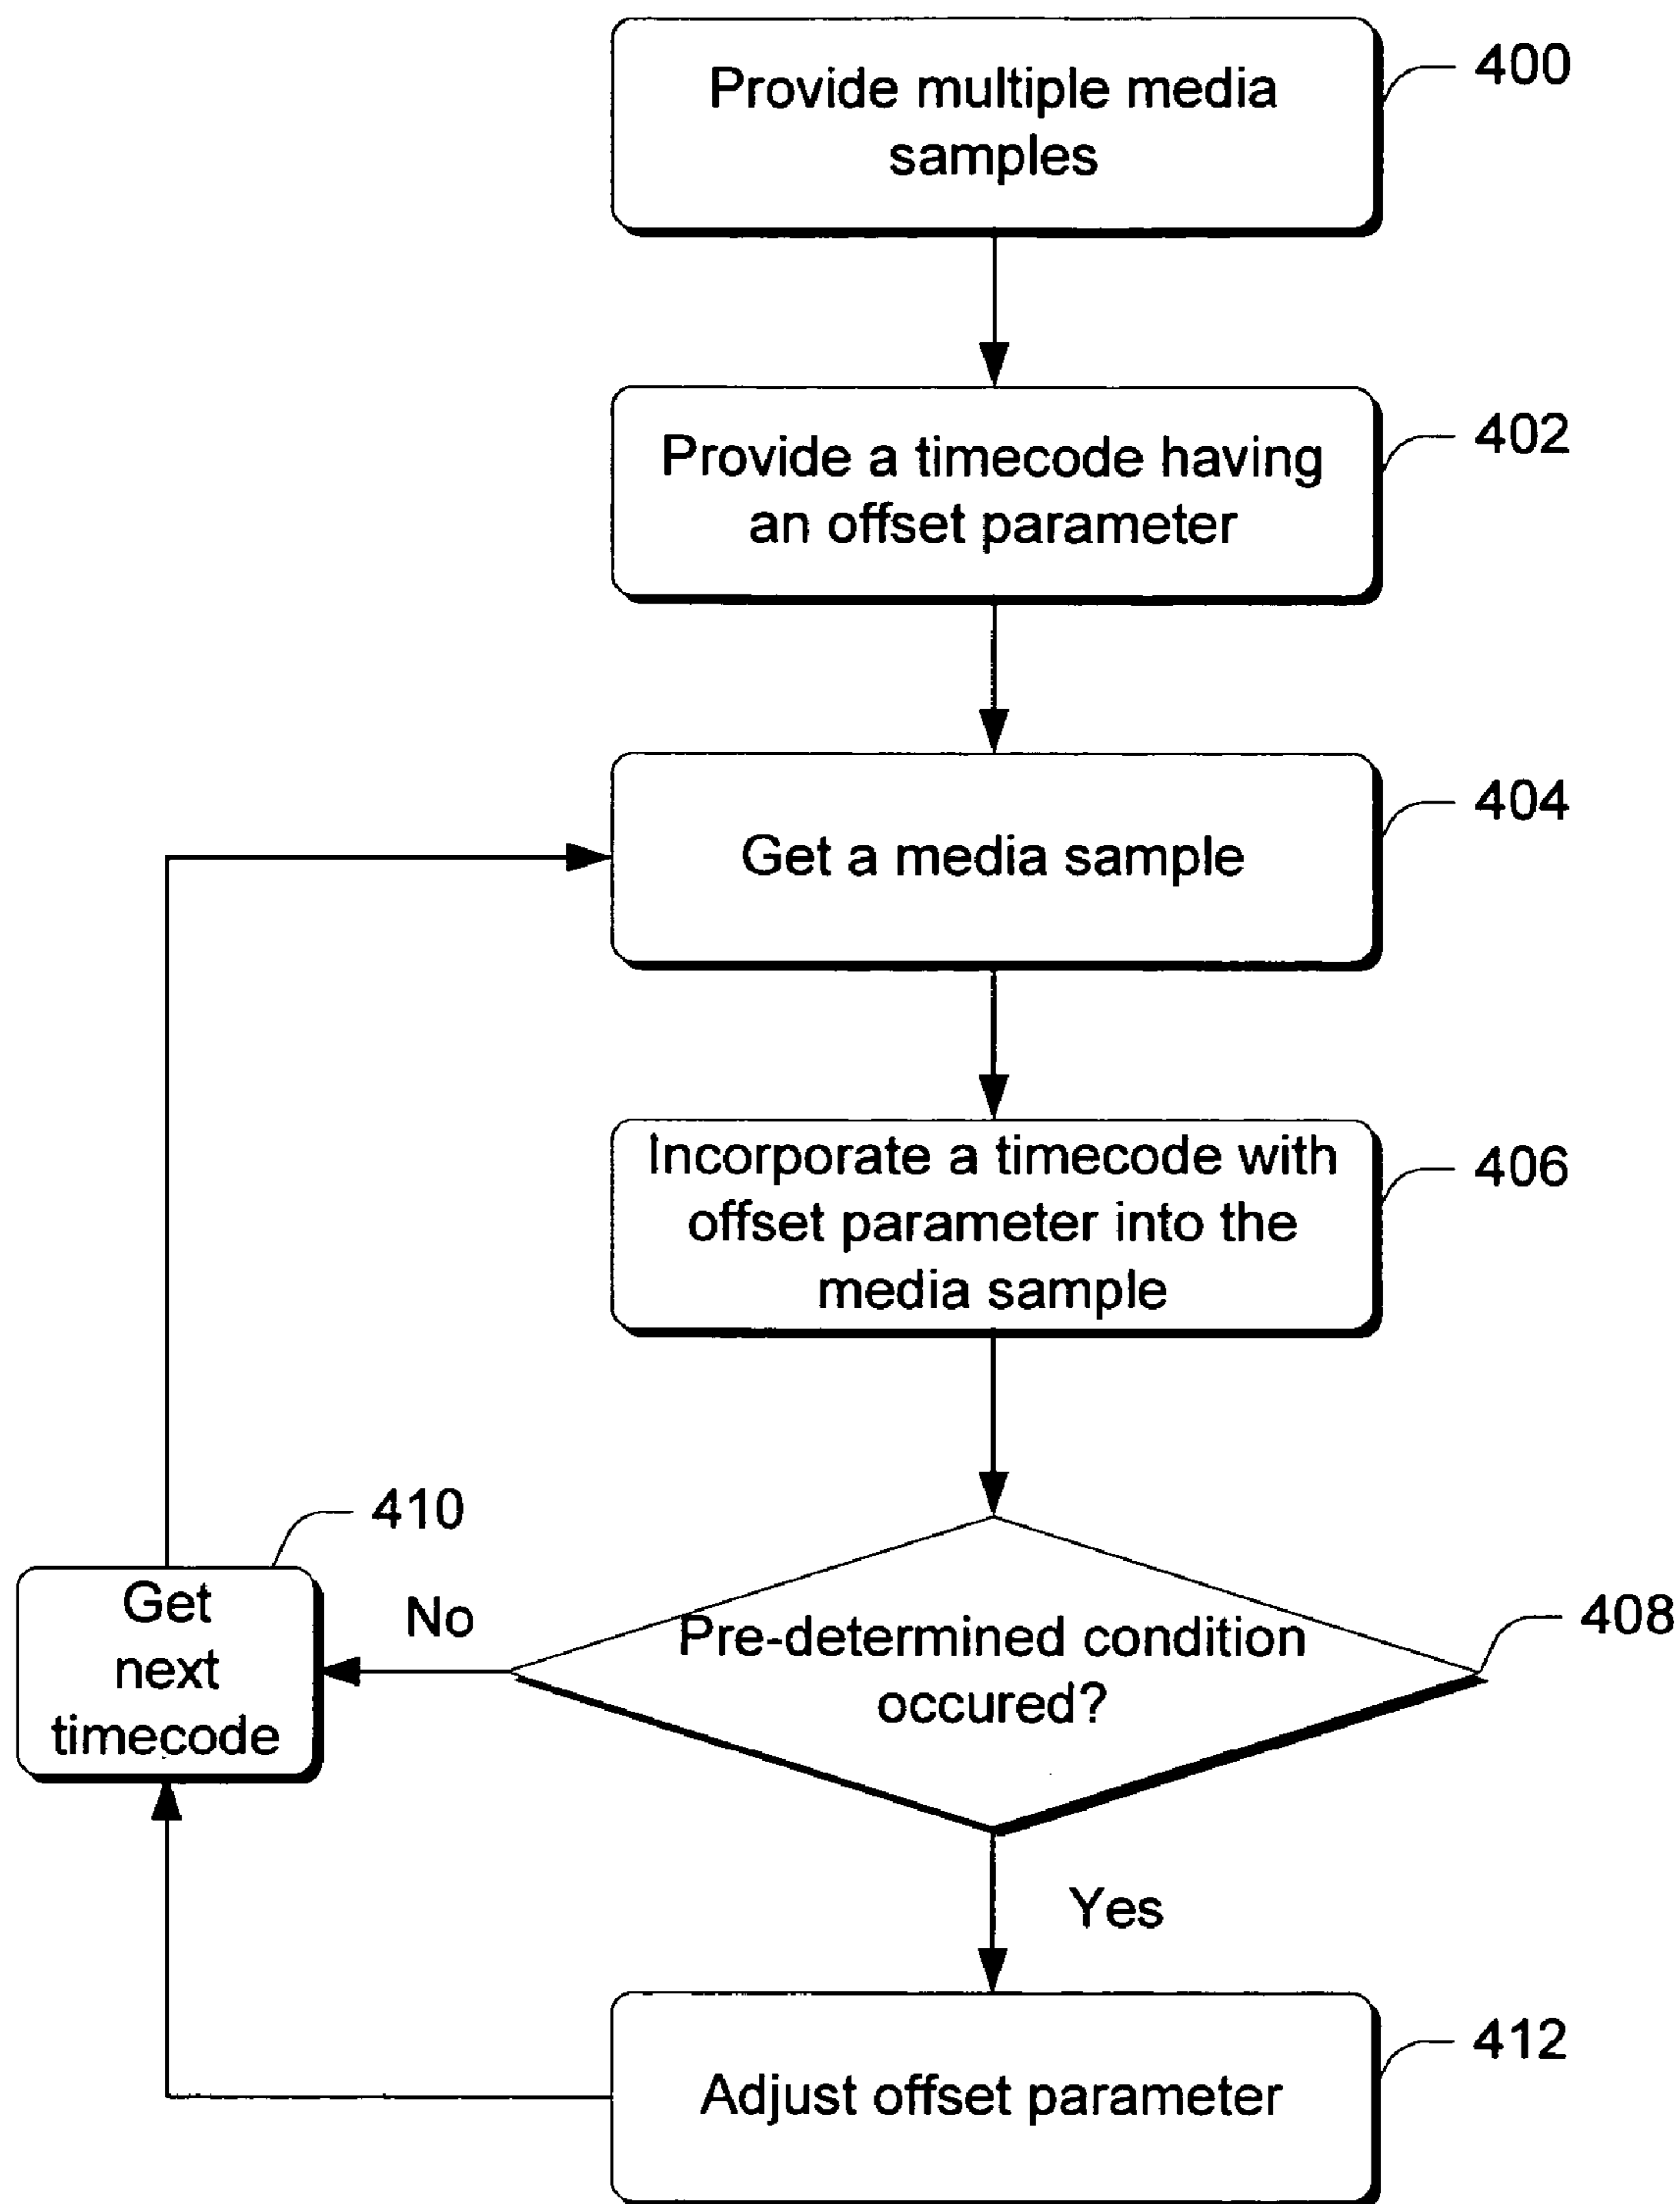 Provide multiple media
samples
400
Provide a timecode having
an offset parameter
402
Get a media sample
404
Incorporate a timecode with
offset parameter into the
media sample
406
Pre-determined condition
occured?
408
No
Get
next
timecode
410
Yes
Adjust offset parameter
412